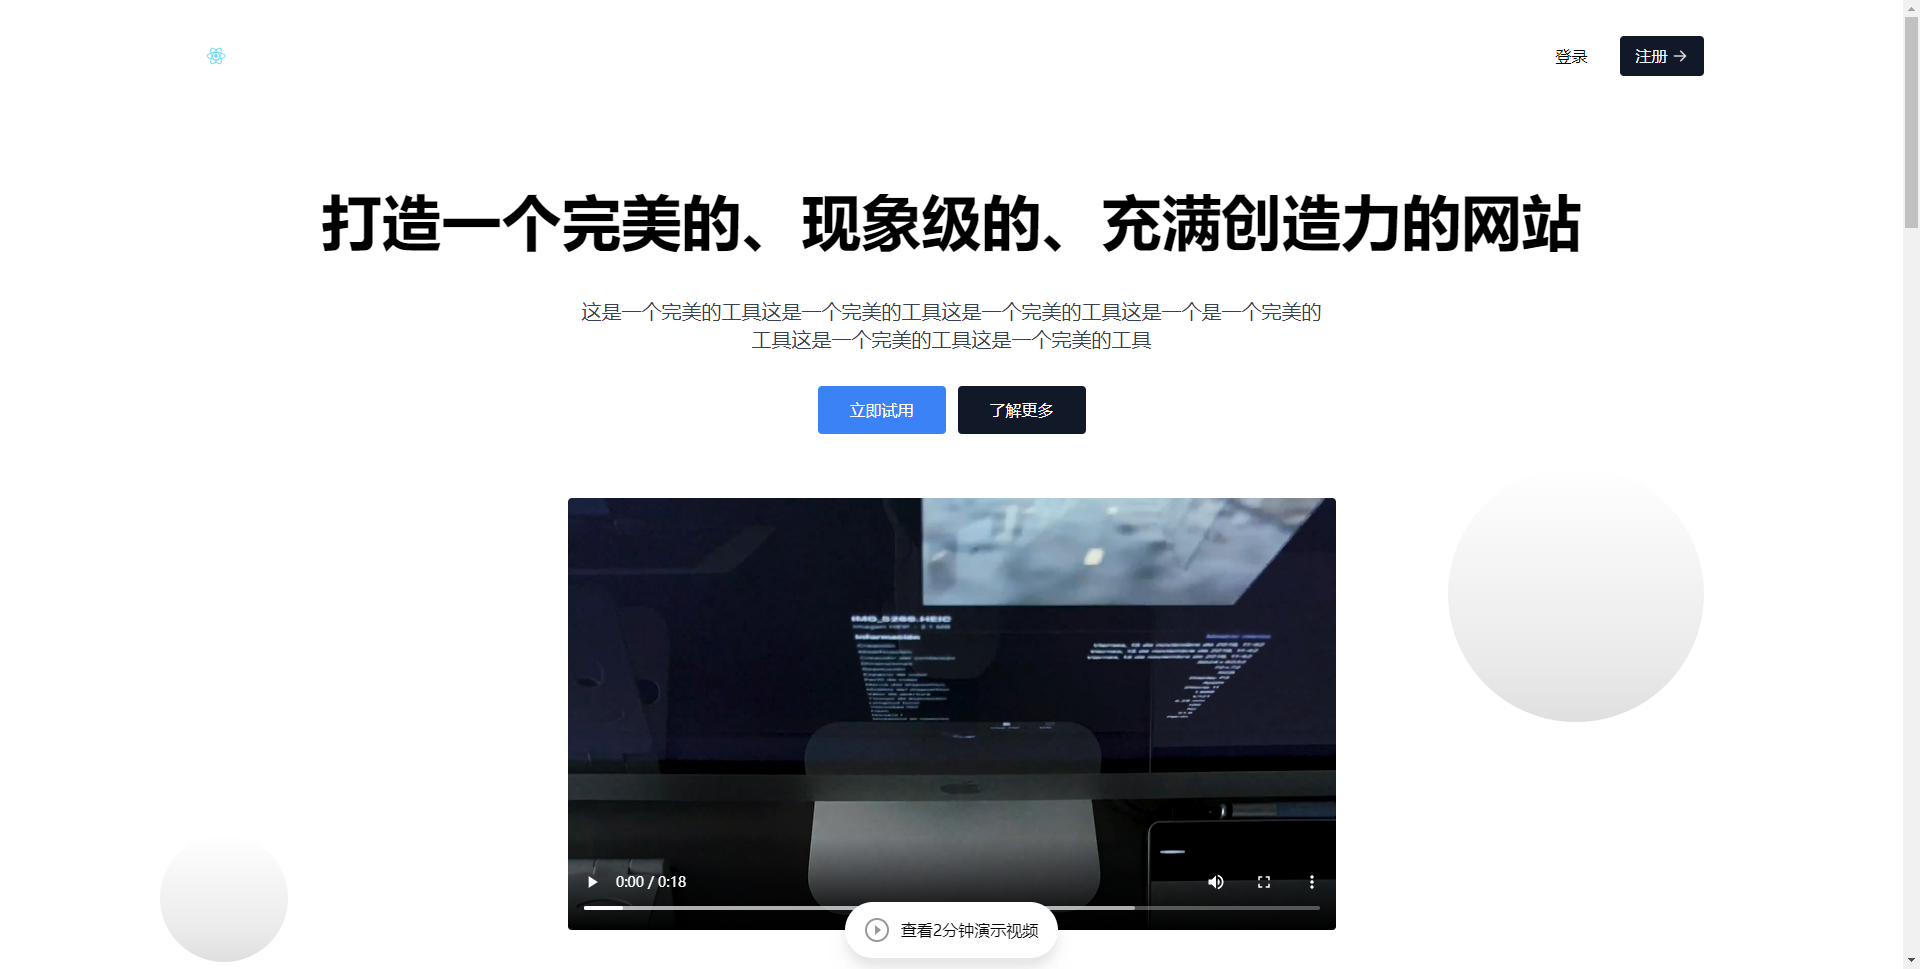 登录
注册
打造一个完美的、现象级的、充满创造力的网站
这是一个完美的工具这是一个完美的工具这是一个完美的工具这是一个是一个完美的
工具这是一个完美的工具这是一个完美的工具
立即试用
了解更多
IMG_5266.HEIC
Información
0:00 / 0:18
查看2分钟演示视频